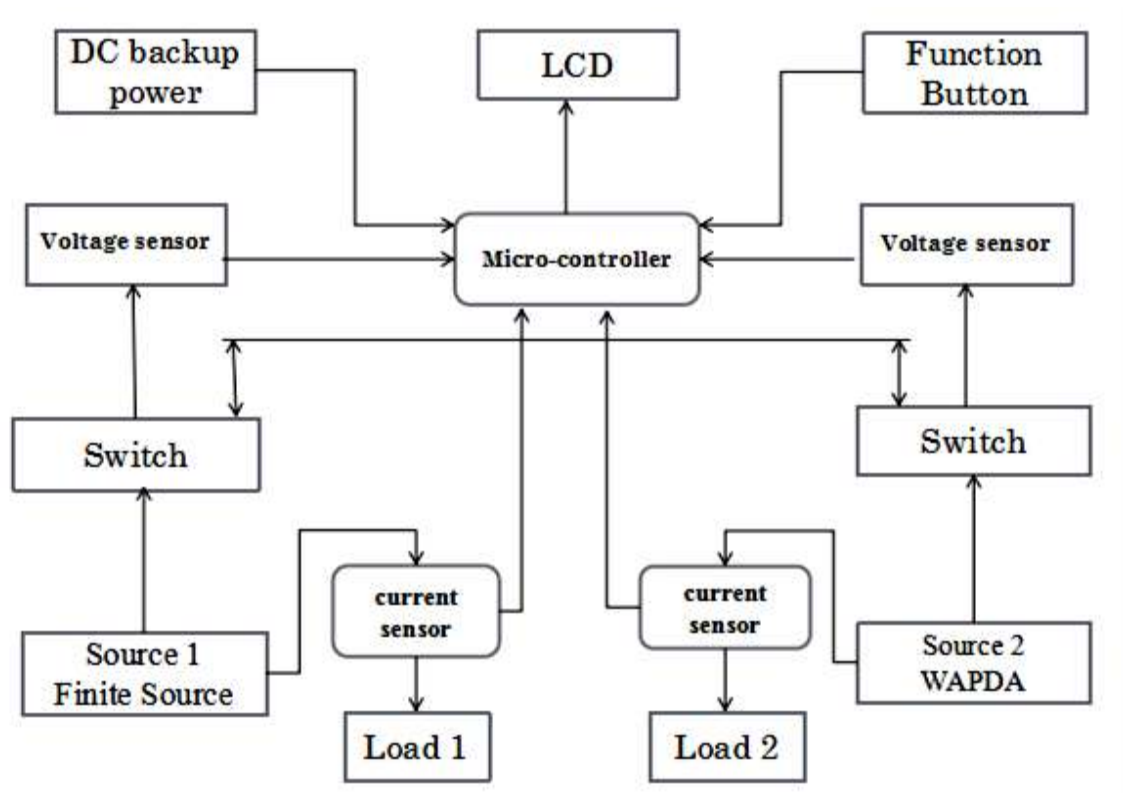 DC backup
power
LCD
Function
Button
Voltage sensor
Micro-controller
Voltage sensor
Switch
Switch
current
sensor
current
sensor
Source 1
Finite Source
Source 2
WAPDA
Load 1
Load 2